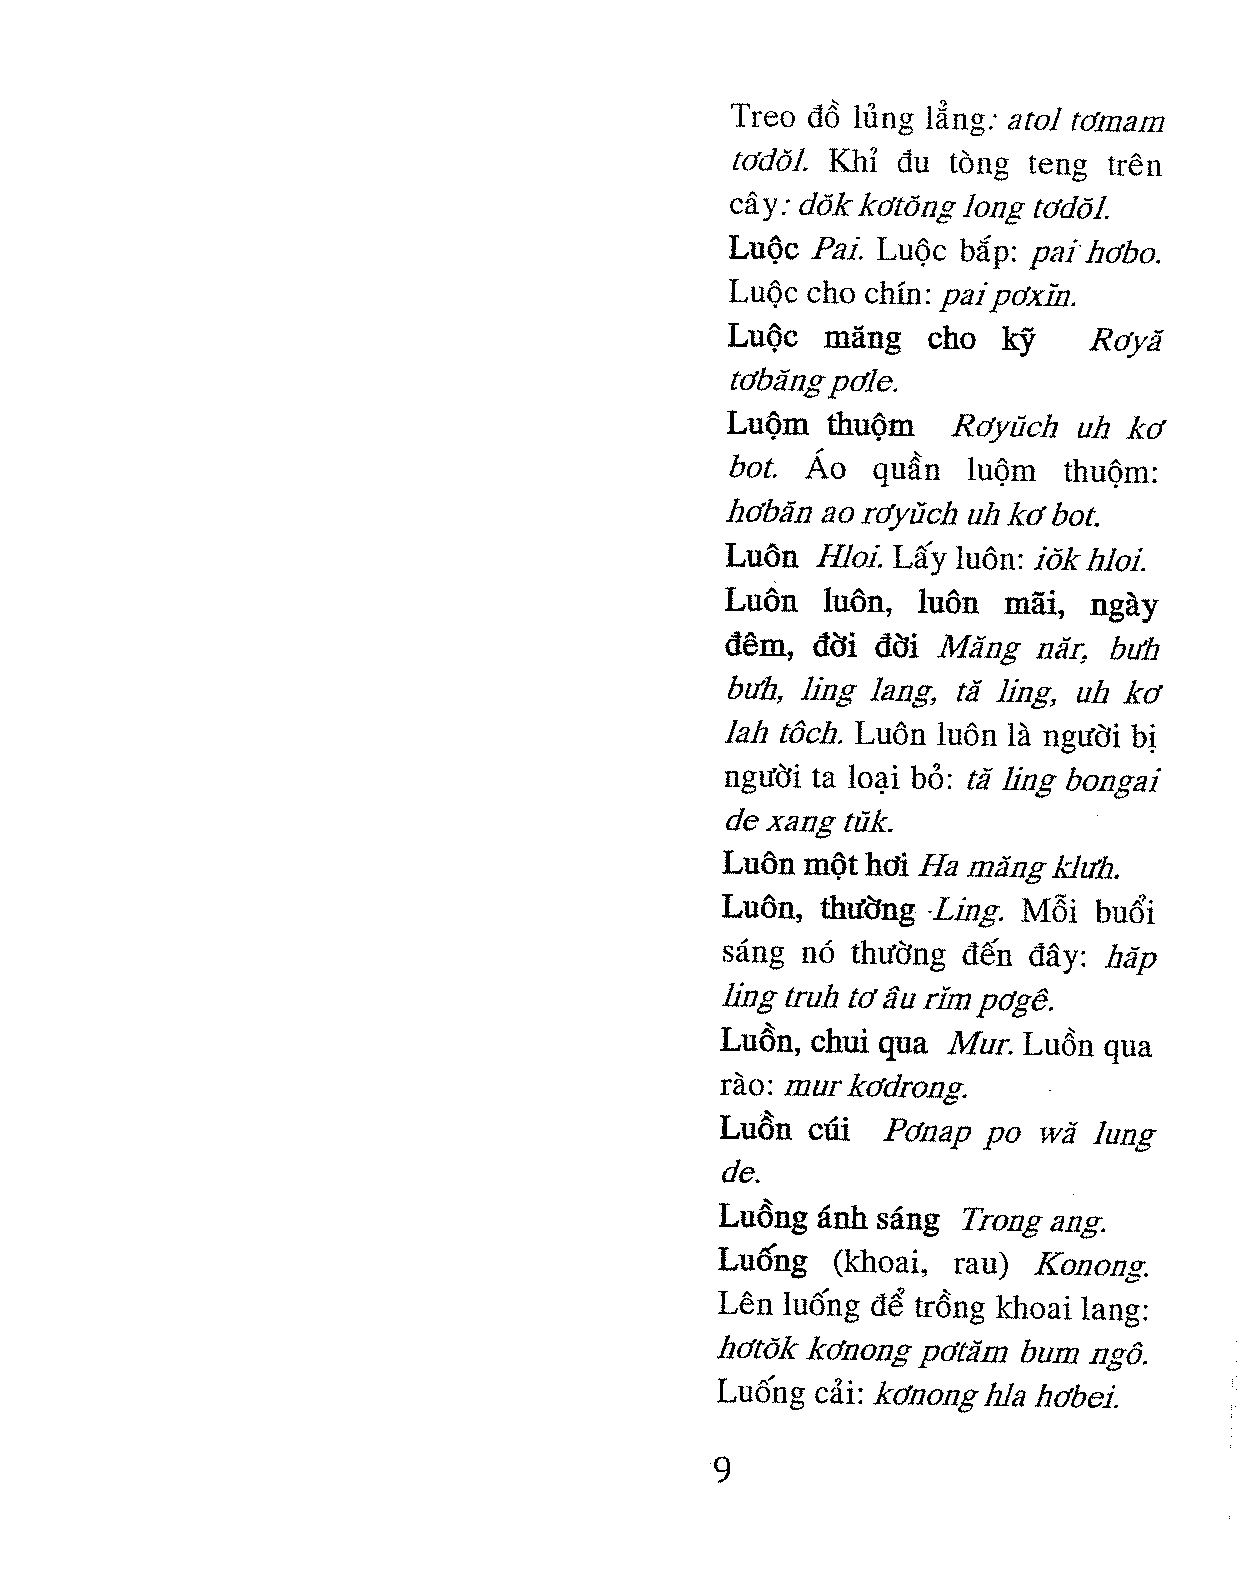 Treo đồ lủng lẳng: atol tơmam
tơdŏl. Khỉ đu tòng teng trên
cây: dŏk kơtŏng long tơdŏl.
Luộc Pai. Luộc bắp: pai hơbo.
Luộc cho chín: pai pơxĭn.
Luộc măng cho kỹ Rơyă
tơbăng pơle.
Luộm thuộm Rơyŭch uh kơ
bot. Áo quần luộm thuộm:
hơbăn ao rơyŭch uh kơ bot.
Luôn Hloi. Lấy luôn: iŏk hloi.
Luôn luôn, luôn mãi, ngày
đêm, đời đời Măng năr, bưh
bưh, ling lang, tă ling, uh kơ
lah tôch. Luôn luôn là người bị
người ta loại bỏ: tă ling bongai
de xang tŭk.
Luôn một hơi Ha măng klưh.
Luôn, thường Ling. Mỗi buổi
sáng nó thường đến đây: hăp
ling truh tơ âu rĭm pơgê.
Luồn, chui qua Mur. Luồn qua
rào: mur kơdrong.
Luồn cúi Pơnap po wă lung
de.
Luồng ánh sáng Trong ang.
Luống (khoai, rau) Konong.
Lên luống để trồng khoai lang:
hơtŏk kơnong pơtăm bum ngô.
Luống cải: kơnong hla hơbei.
9